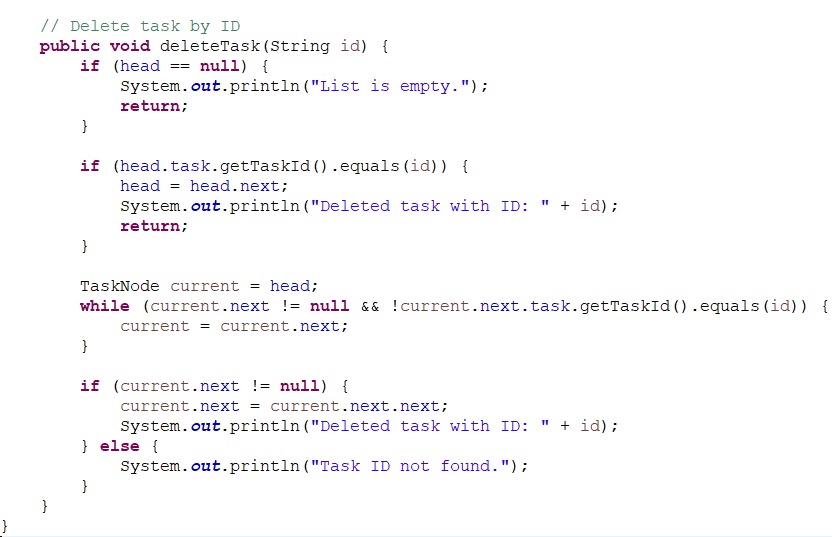 // Delete task by ID
public void deleteTask(String id) {
if (head == null) {
System.out.println("List is empty.");
return;
}
if (head.task.getTaskId().equals(id)) {
head = head.next;
System.out.println("Deleted task with ID: " + id);
return;
}
TaskNode current = head;
while (current.next != null && !current.next.task.getTaskId().equals(id)) {
current = current.next;
}
if (current.next != null) {
current.next = current.next.next;
System.out.println("Deleted task with ID: " + id);
} else {
System.out.println("Task ID not found.");
}
}
}